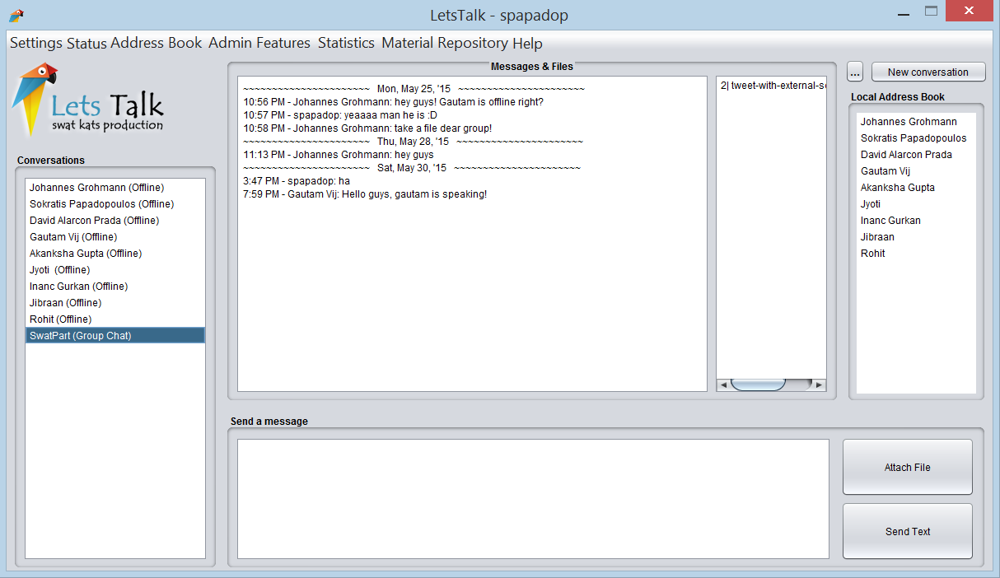 LetsTalk - spapadop
Settings Status Address Book Admin Features Statistics Material Repository Help
Lets Talk
swat kats production
Conversations
Johannes Grohmann (Offline)
Sokratis Papadopoulos (Offline)
David Alarcon Prada (Offline)
Gautam Vij (Offline)
Akanksha Gupta (Offline)
Jyoti  (Offline)
Inanc Gurkan (Offline)
Jibraan (Offline)
Rohit (Offline)
SwatPart (Group Chat)
Messages & Files
~~~~~~~~~~~~~~~~~~~~~~ Mon, May 25, '15 ~~~~~~~~~~~~~~~~~~~~~~
10:56 PM - Johannes Grohmann: hey guys! Gautam is offline right?
10:57 PM - spapadop: yeaaaa man he is :D
10:58 PM - Johannes Grohmann: take a file dear group!
~~~~~~~~~~~~~~~~~~~~~~ Thu, May 28, '15 ~~~~~~~~~~~~~~~~~~~~~~
11:13 PM - Johannes Grohmann: hey guys
~~~~~~~~~~~~~~~~~~~~~~ Sat, May 30, '15 ~~~~~~~~~~~~~~~~~~~~~~
3:47 PM - spapadop: ha
7:59 PM - Gautam Vij: Hello guys, gautam is speaking!
2| tweet-with-external-s
...
New conversation
Local Address Book
Johannes Grohmann
Sokratis Papadopoulos
David Alarcon Prada
Gautam Vij
Akanksha Gupta
Jyoti
Inanc Gurkan
Jibraan
Rohit
Send a message
Attach File
Send Text